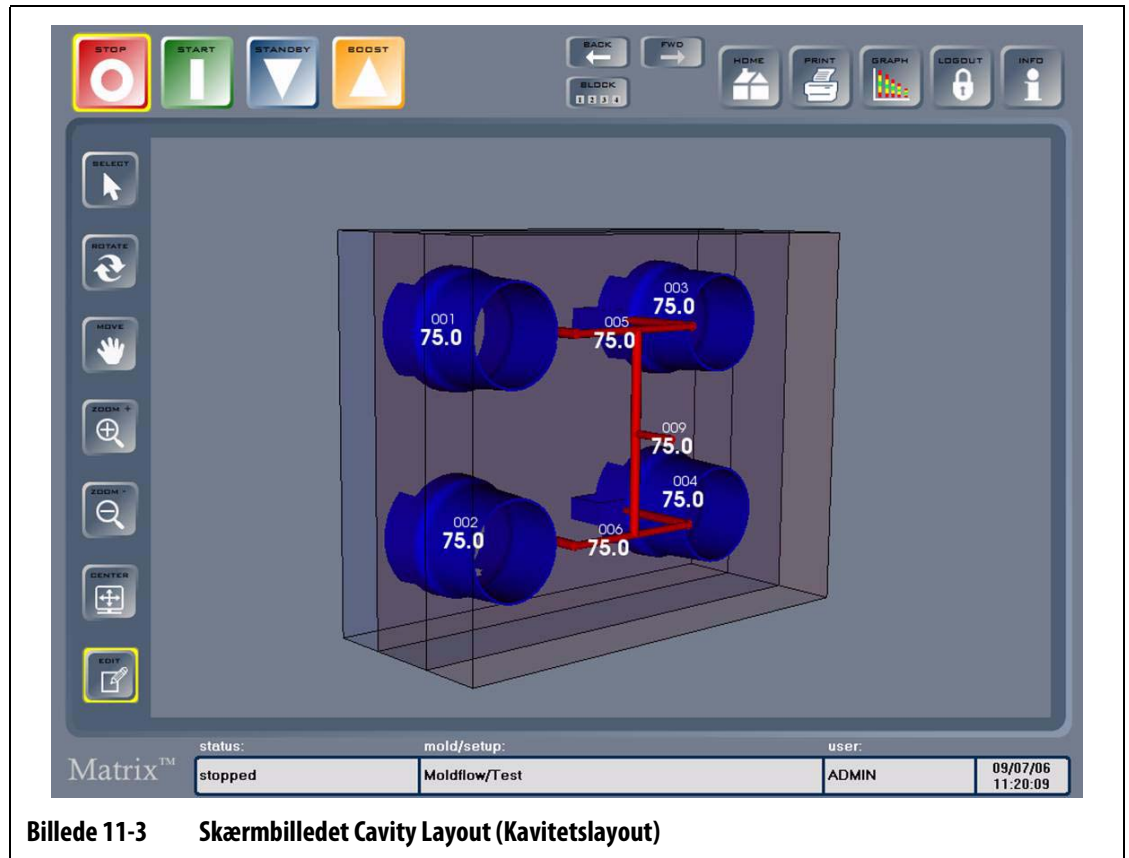 STOP START STANDBY BOOST BACK FWD
BLOCK
1 2 3 4
HOME PRINT GRAPH LOGOUT INFO
SELECT
ROTATE
MOVE
ZOOM +
ZOOM -
CENTER
EDIT
001
75.0
003
75.0
005
75.0
009
75.0
004
75.0
002
75.0
006
75.0
Matrix™
status: mold/setup: user:
stopped Moldflow/Test ADMIN 09/07/06
11:20:09
Billede 11-3 Skærmbilledet Cavity Layout (Kavitetslayout)